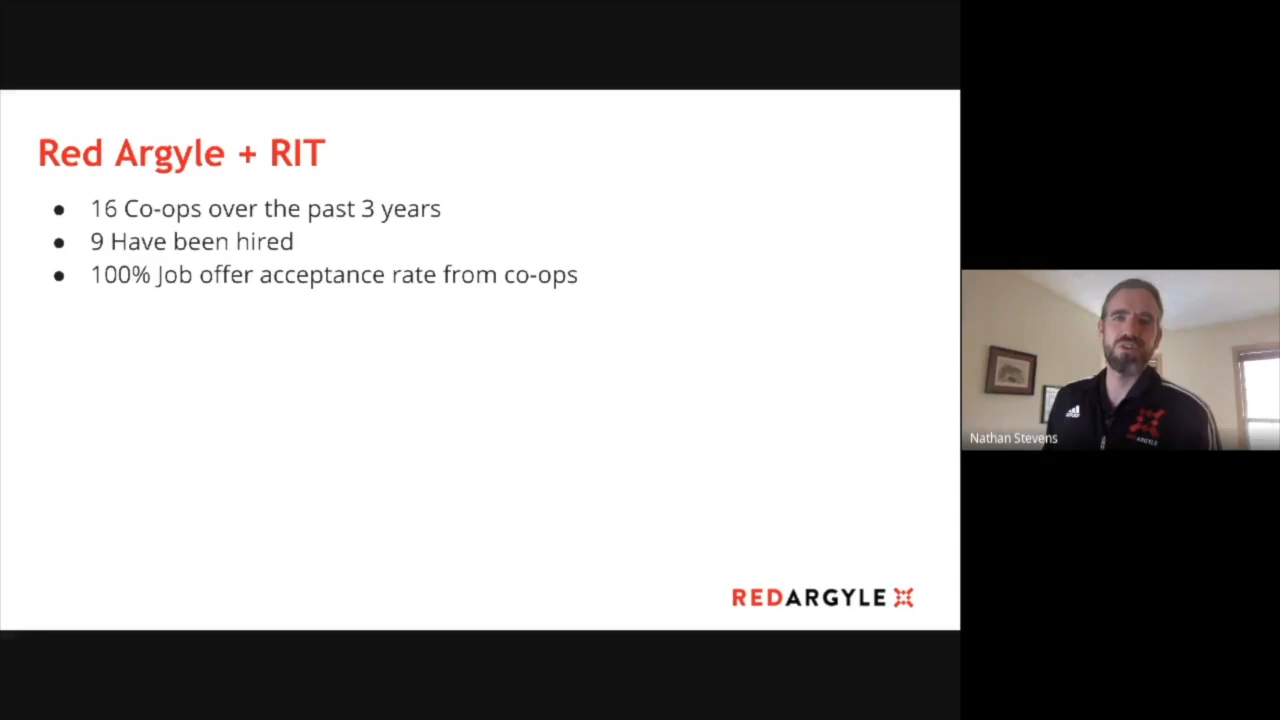 Red Argyle + RIT
● 16 Co-ops over the past 3 years
● 9 Have been hired
● 100% Job offer acceptance rate from co-ops
REDARGYLE
Nathan Stevens
ARGYLE